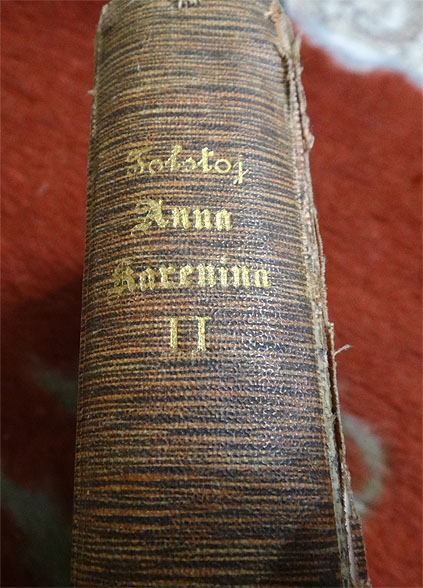 Tolstoj
Anna
Karenina
II